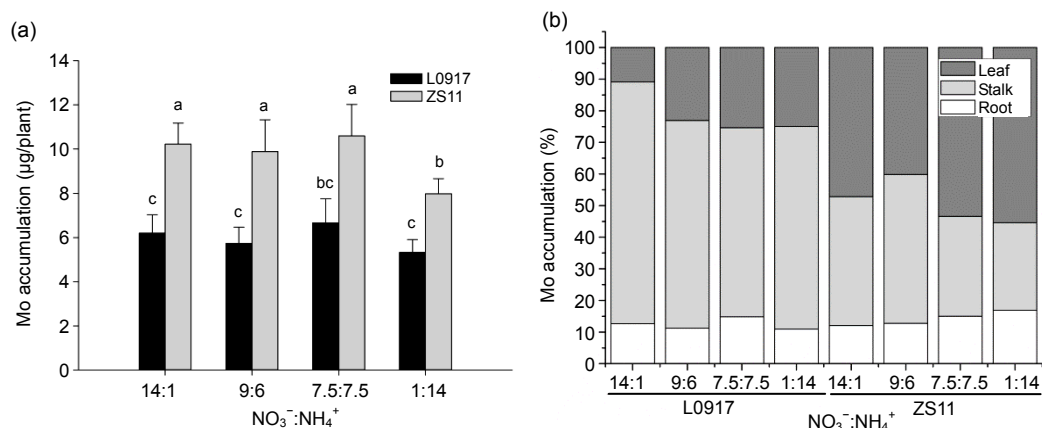 (a)
14
12
10
8
6
4
2
0
Mo accumulation (μg/plant)
L0917
ZS11
c a c a bc a c b
14:1 9:6 7.5:7.5 1:14
NO₃⁻:NH₄⁺
(b)
100
90
80
70
60
50
40
30
20
10
0
Mo accumulation (%)
Leaf
Stalk
Root
14:1 9:6 7.5:7.5 1:14 14:1 9:6 7.5:7.5 1:14
L0917 ZS11
NO₃⁻:NH₄⁺